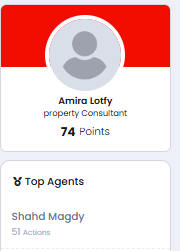 Amira Lotfy
property Consultant
74 Points
Top Agents
Shahd Magdy
51 Actions